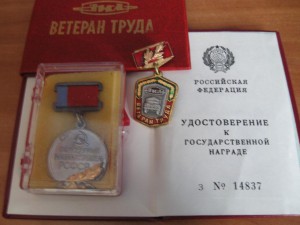 ВЕТЕРАН ТРУДА
РОССИЙСКАЯ
ФЕДЕРАЦИЯ
УДОСТОВЕРЕНИЕ
К
ГОСУДАРСТВЕННОЙ
НАГРАДЕ
З № 14837